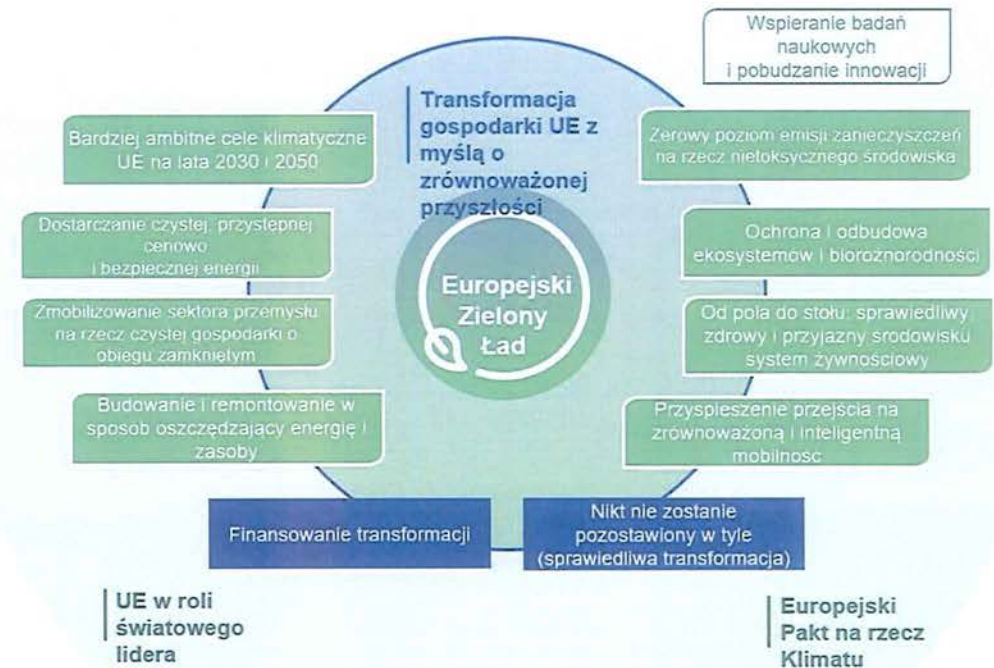 Wspieranie badań
naukowych
i pobudzanie innowacji
Transformacja
gospodarki UE z
myślą o
zrównoważonej
przyszłości
Bardziej ambitne cele klimatyczne
UE na lata 2030 i 2050
Zerowy poziom emisji zanieczyszczeń
na rzecz nietoksycznego środowiska
Dostarczanie czystej, przystępnej
cenowo
i bezpiecznej energii
Ochrona i odbudowa
ekosystemów i bioróżnorodności
Europejski
Zielony
Ład
Zmobilizowanie sektora przemysłu
na rzecz czystej gospodarki o
obiegu zamkniętym
Od pola do stołu: sprawiedliwy
zdrowy i przyjazny środowisku
system żywnościowy
Budowanie i remontowanie w
sposób oszczędzający energię i
zasoby
Przyspieszenie przejścia na
zrównoważoną i inteligentną
mobilność
Finansowanie transformacji
Nikt nie zostanie
pozostawiony w tyle
(sprawiedliwa transformacja)
UE w roli
światowego
lidera
Europejski
Pakt na rzecz
Klimatu